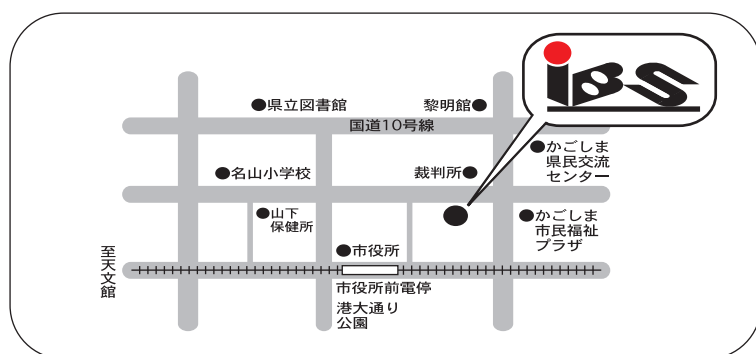 iBS
●県立図書館
黎明館●
国道10号線
●かごしま
県民交流
センター
●名山小学校
裁判所●
●山下
保健所
●かごしま
市民福祉
プラザ
●市役所
至天文館
市役所前電停
港大通り
公園